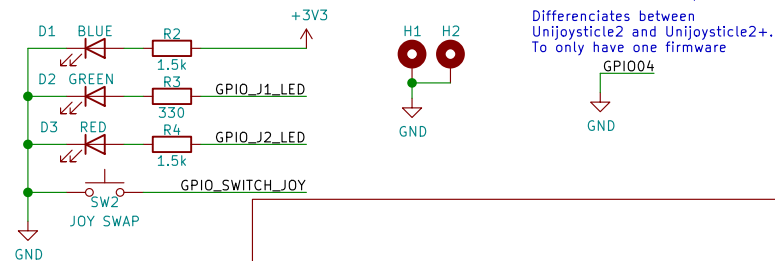 +3V3
Differenciates between
Unijoysticle2 and Unijoysticle2+.
To only have one firmware
D1 BLUE R2
1.5k
H1 H2
GPIO04
D2 GREEN R3
330
GPIO_J1_LED
GND
GND
D3 RED R4
1.5k
GPIO_J2_LED
GPIO_SWITCH_JOY
SW2
JOY SWAP
GND